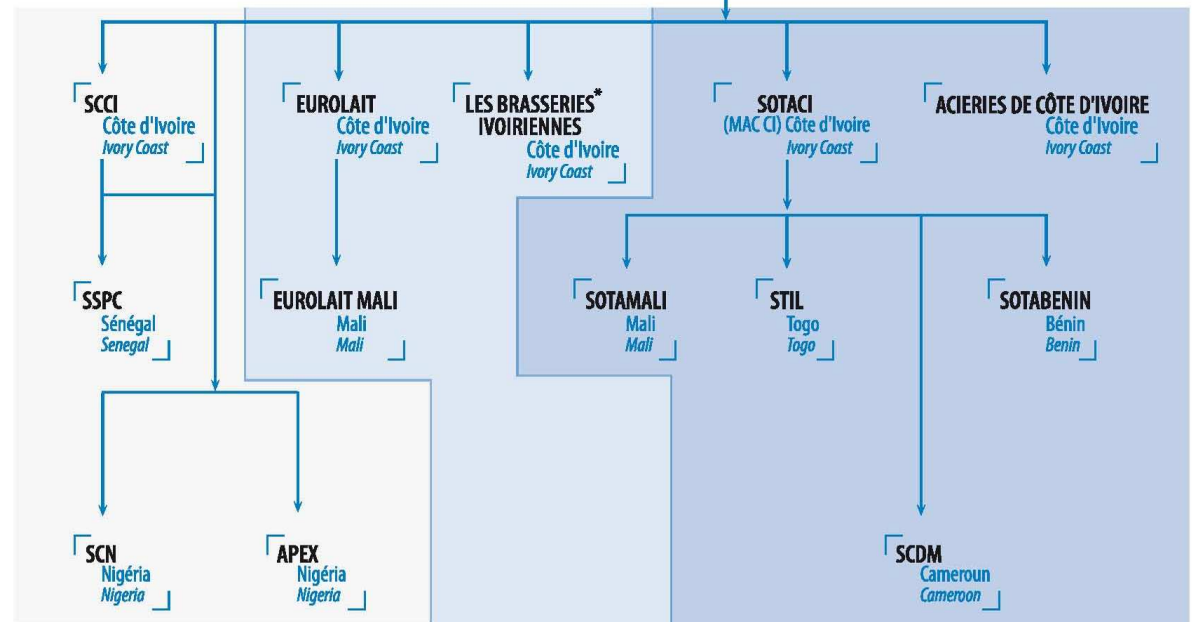 SCCI
Côte d'Ivoire
Ivory Coast
EUROLAIT
Côte d'Ivoire
Ivory Coast
LES BRASSERIES*
IVOIRIENNES
Côte d'Ivoire
Ivory Coast
SOTACI
(MAC CI) Côte d'Ivoire
Ivory Coast
ACIERIES DE CÔTE D'IVOIRE
Côte d'Ivoire
Ivory Coast
SSPC
Sénégal
Senegal
EUROLAIT MALI
Mali
Mali
SOTAMALI
Mali
Mali
STIL
Togo
Togo
SOTABENIN
Bénin
Benin
SCN
Nigéria
Nigeria
APEX
Nigéria
Nigeria
SCDM
Cameroun
Cameroon